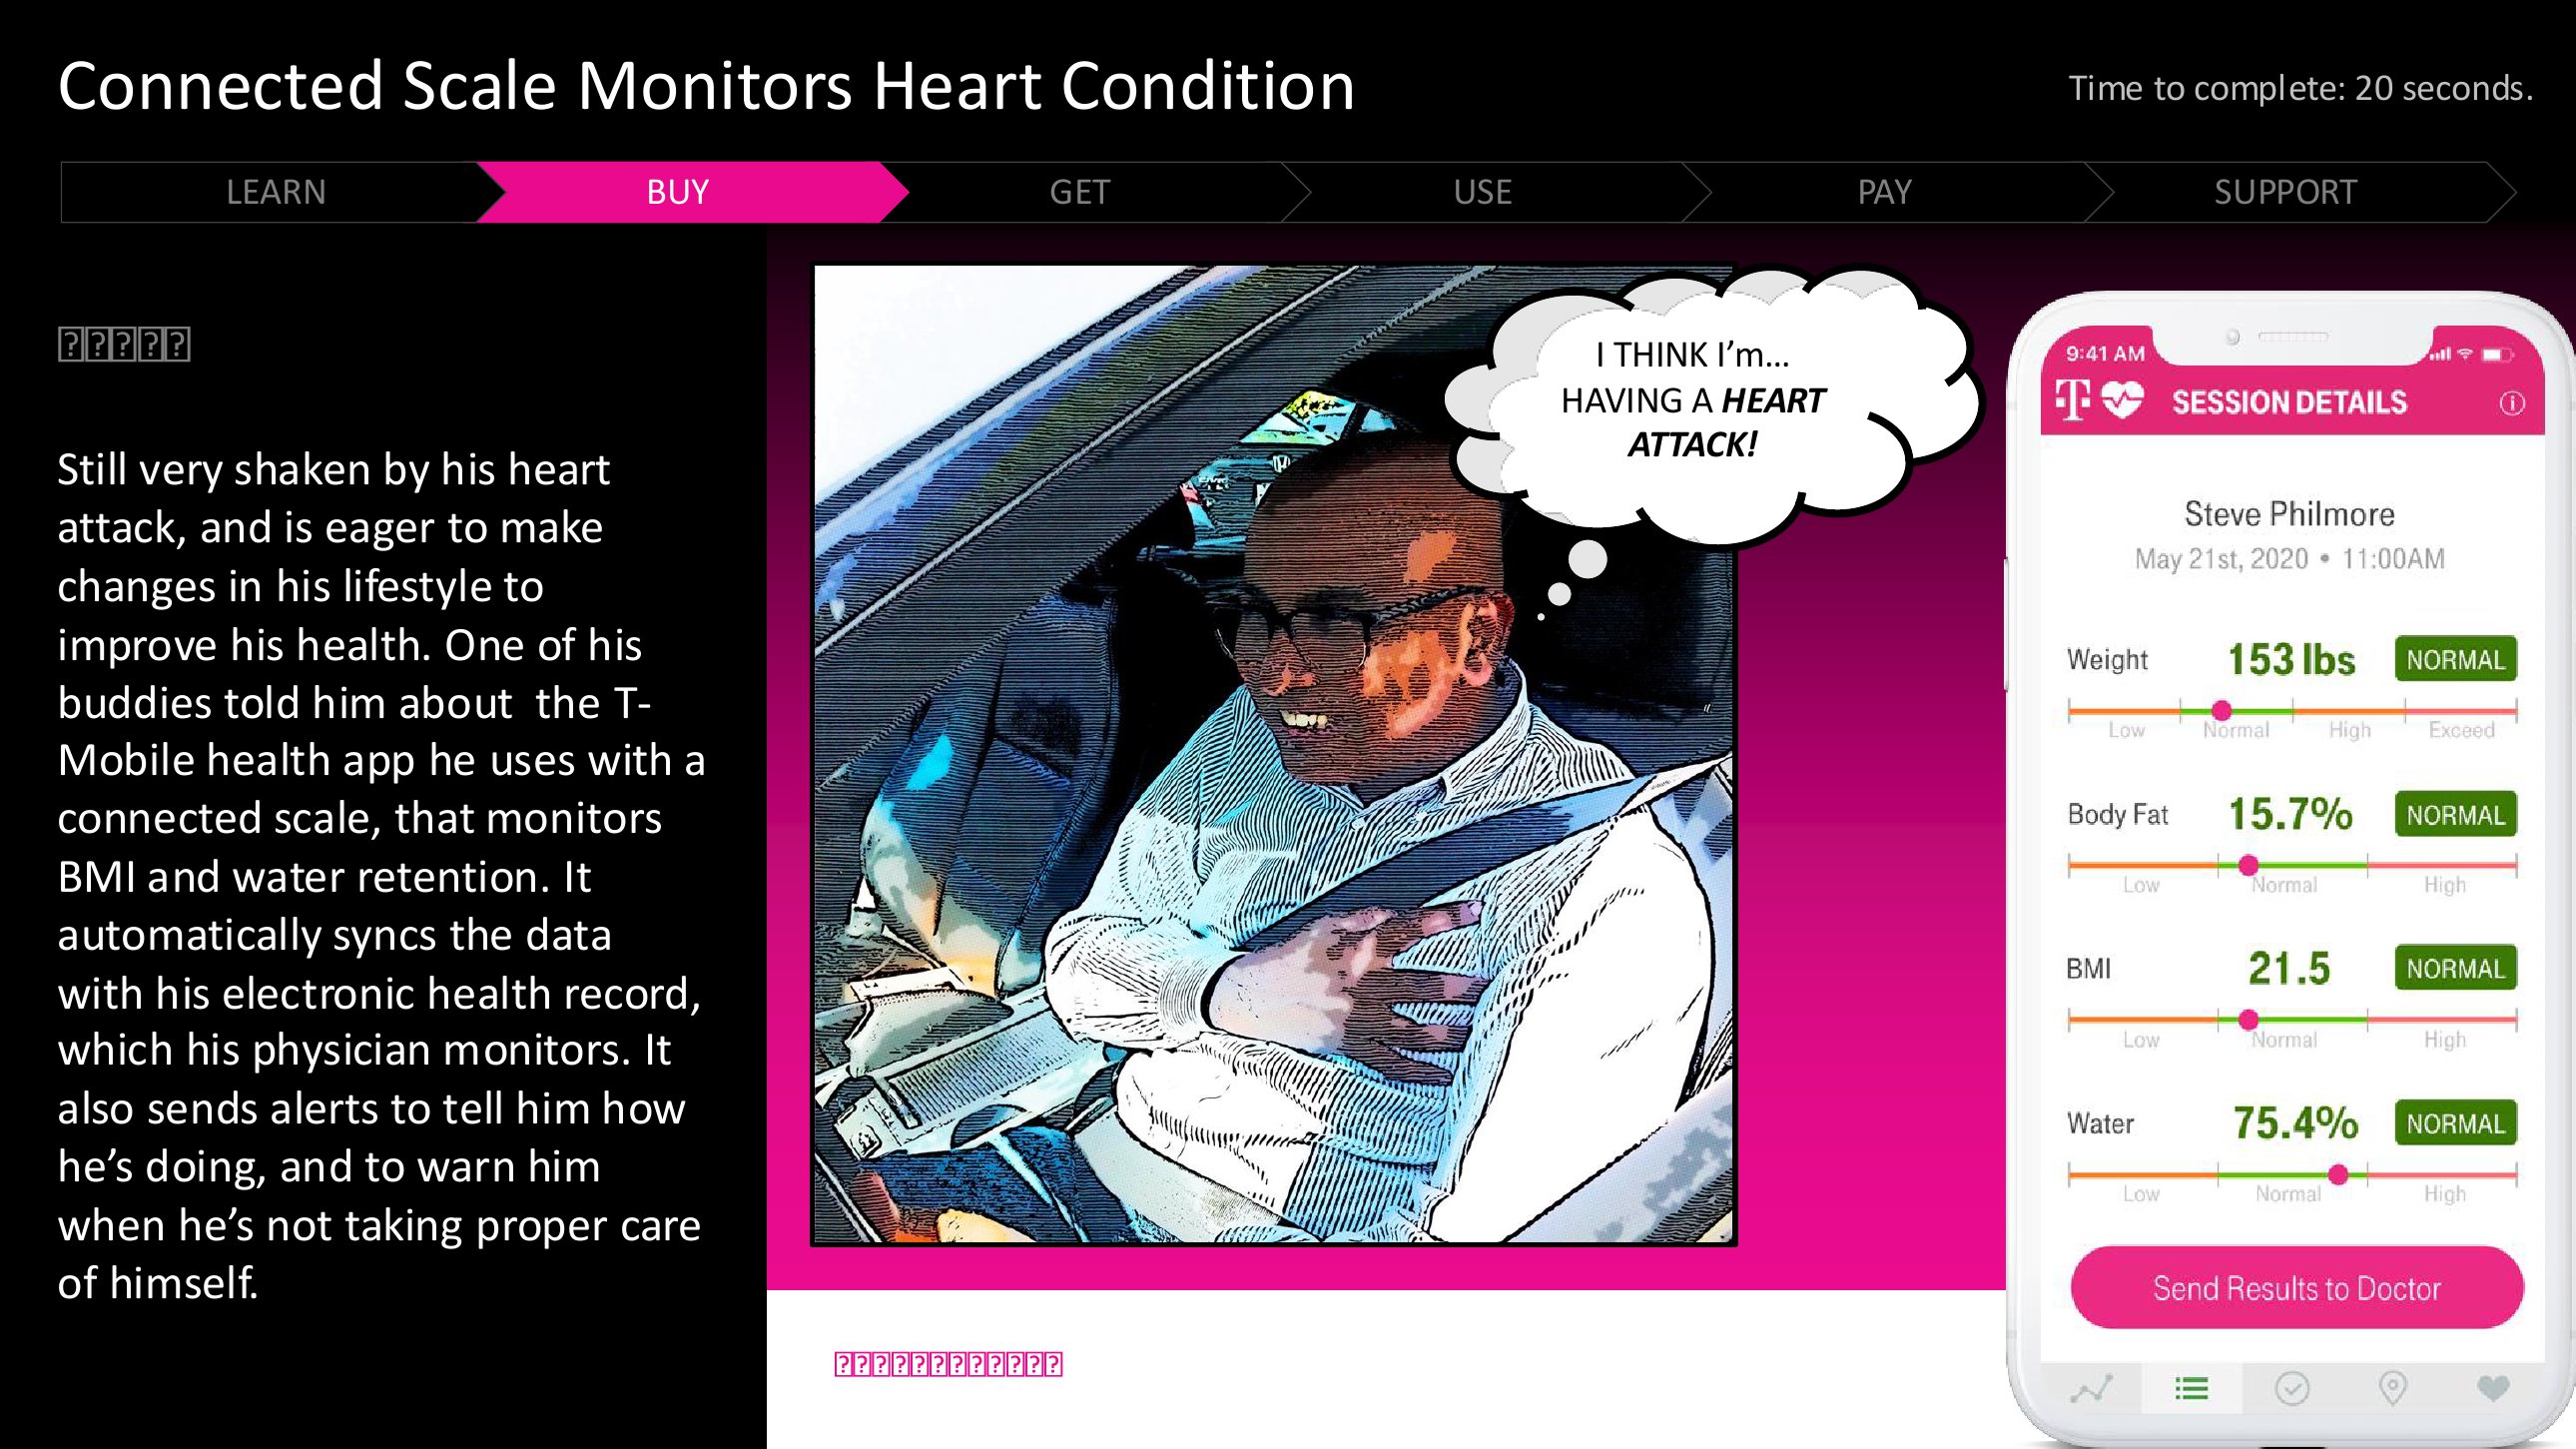 Connected Scale Monitors Heart Condition
Time to complete: 20 seconds.
LEARN
BUY
GET
USE
PAY
SUPPORT
Still very shaken by his heart
attack, and is eager to make
changes in his lifestyle to
improve his health. One of his
buddies told him about  the T-
Mobile health app he uses with a
connected scale, that monitors
BMI and water retention. It
automatically syncs the data
with his electronic health record,
which his physician monitors. It
also sends alerts to tell him how
he’s doing, and to warn him
when he’s not taking proper care
of himself.
I THINK I’m...
HAVING A HEART
ATTACK!
9:41 AM
T SESSION DETAILS
Steve Philmore
May 21st, 2020 • 11:00AM
Weight 153 lbs NORMAL
Low Normal High Exceed
Body Fat 15.7% NORMAL
Low Normal High
BMI 21.5 NORMAL
Low Normal High
Water 75.4% NORMAL
Low Normal High
Send Results to Doctor